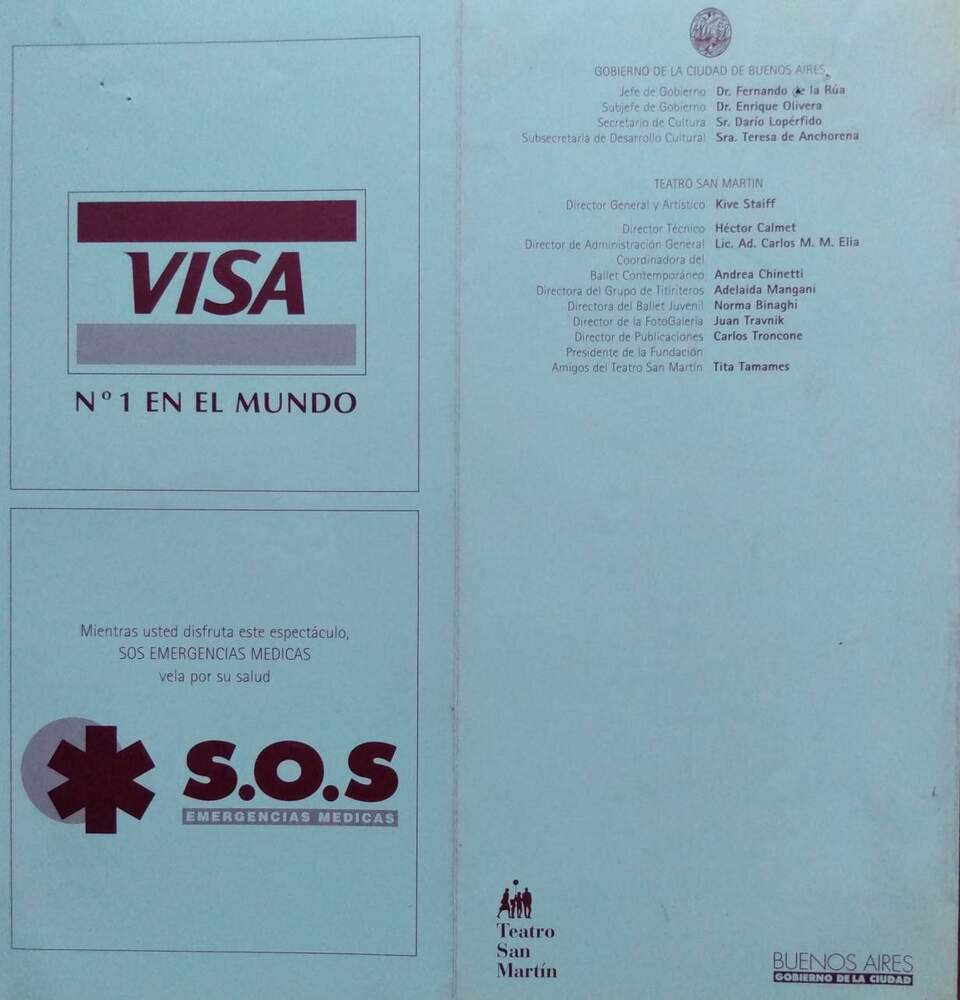 VISA
Nº 1 EN EL MUNDO
Mientras usted disfruta este espectáculo,
SOS EMERGENCIAS MEDICAS
vela por su salud
S.O.S
EMERGENCIAS MEDICAS
GOBIERNO DE LA CIUDAD DE BUENOS AIRES
Jefe de Gobierno Dr. Fernando de la Rúa
Subjefe de Gobierno Dr. Enrique Olivera
Secretario de Cultura Sr. Darío Lopérfido
Subsecretaria de Desarrollo Cultural Sra. Teresa de Anchorena
TEATRO SAN MARTIN
Director General y Artístico Kive Staiff
Director Técnico Héctor Calmet
Director de Administración General Lic. Ad. Carlos M. M. Elia
Coordinadora del
Ballet Contemporáneo Andrea Chinetti
Directora del Grupo de Titiriteros Adelaida Mangani
Directora del Ballet Juvenil Norma Binaghi
Director de la FotoGalería Juan Travnik
Director de Publicaciones Carlos Troncone
Presidente de la Fundación
Amigos del Teatro San Martín Tita Tamames
Teatro
San
Martín
BUENOS AIRES
GOBIERNO DE LA CIUDAD